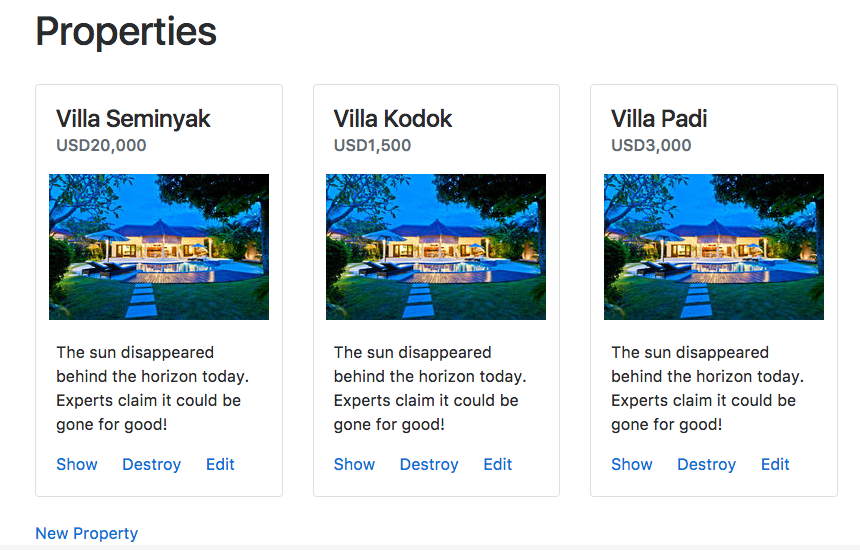 Properties
Villa Seminyak
USD20,000
The sun disappeared
behind the horizon today.
Experts claim it could be
gone for good!
Show Destroy Edit
Villa Kodok
USD1,500
The sun disappeared
behind the horizon today.
Experts claim it could be
gone for good!
Show Destroy Edit
Villa Padi
USD3,000
The sun disappeared
behind the horizon today.
Experts claim it could be
gone for good!
Show Destroy Edit
New Property